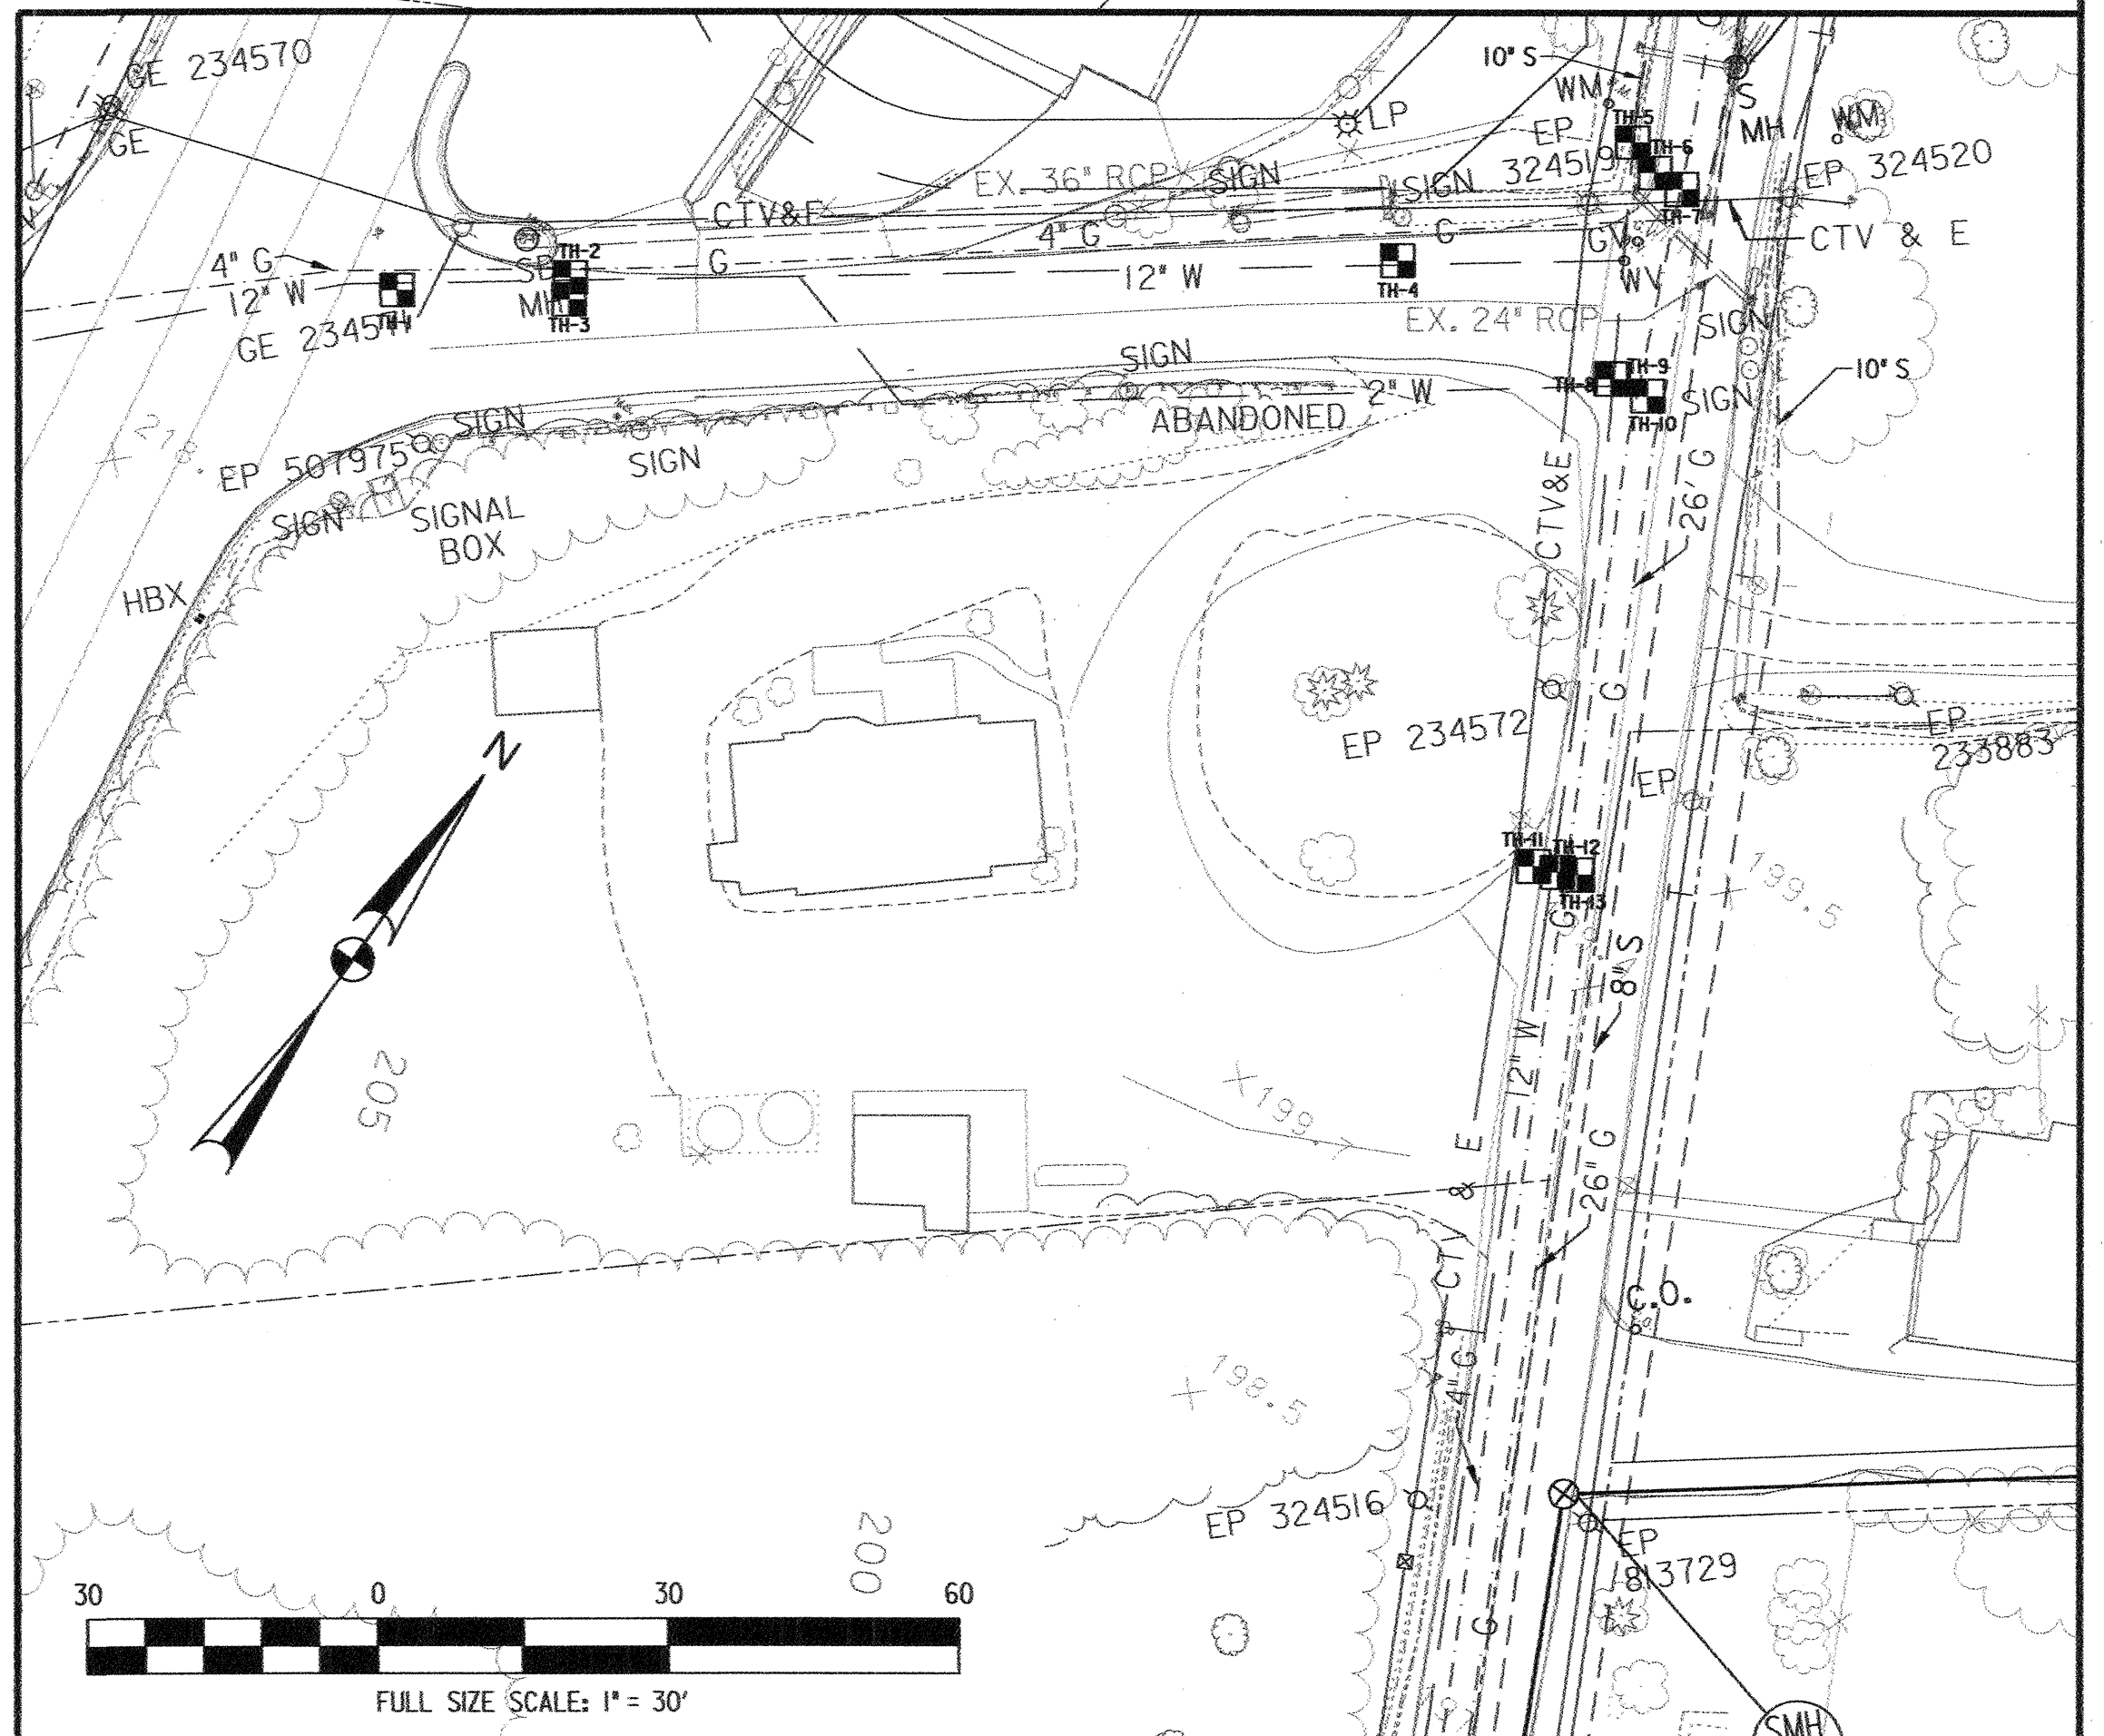 GE 234570
GE
10" S
WM
LP
EP
324519
TH-5
TH-6
S
MH
WM
EP 324520
EX. 36" RCP
SIGN
SIGN
CTV&E
4" G
G
G
TH-7
GV
CTV & E
4" G
12" W
TH-1
GE 234571
TH-2
MH
TH-3
12" W
TH-4
WV
EX. 24" RCP
SIGN
SIGN
TH-8
TH-9
TH-10
SIGN
10" S
2" W
ABANDONED
SIGN
SIGN
EP 507975
SIGN
SIGNAL
BOX
HBX
CTV&E
26' G
G
EP 234572
EP
EP
233883
N
TH-11
TH-12
TH-13
G
199.5
8" S
12" W
205
199.
CTV & E
26" G
C.O.
4" G
198.5
EP 324516
200
EP
813729
G
30 0 30 60
FULL SIZE SCALE: 1" = 30'
SMH